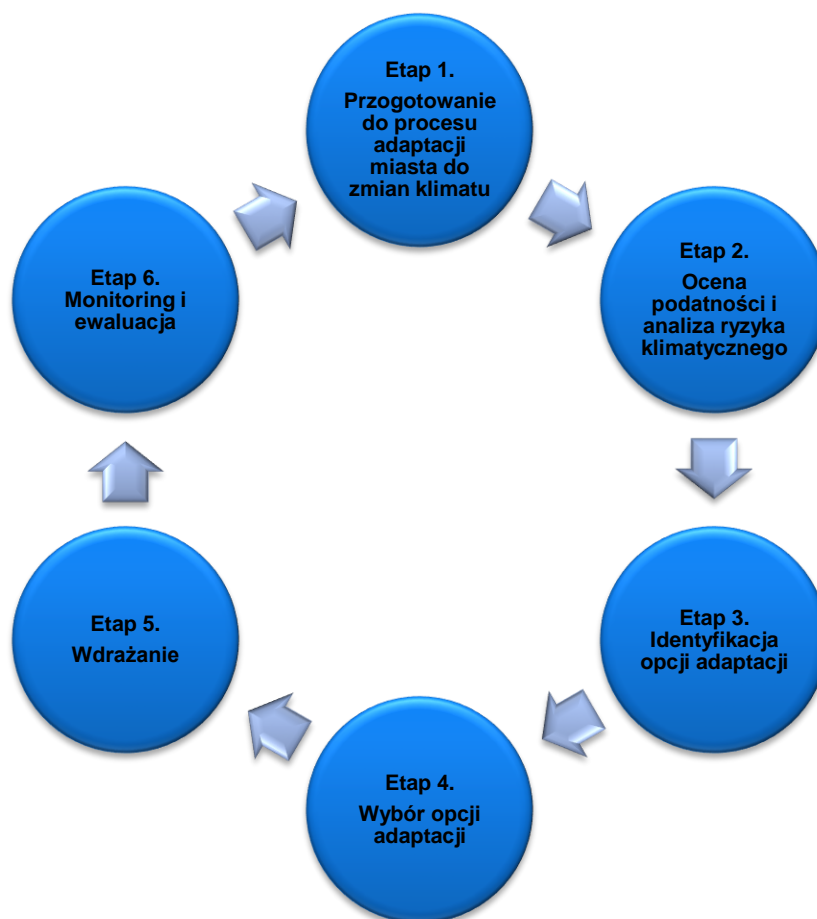 Etap 1.
Przogotowanie
do procesu
adaptacji
miasta do
zmian klimatu
Etap 2.
Ocena
podatności i
analiza ryzyka
klimatycznego
Etap 3.
Identyfikacja
opcji adaptacji
Etap 4.
Wybór opcji
adaptacji
Etap 5.
Wdrażanie
Etap 6.
Monitoring i
ewaluacja